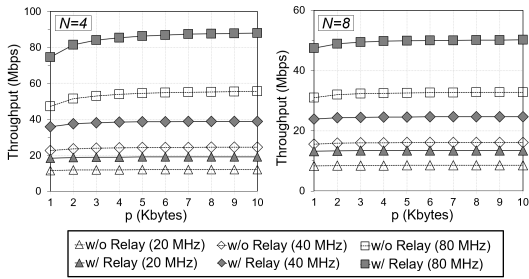 N=4
Throughput (Mbps)
100
80
60
40
20
0
1 2 3 4 5 6 7 8 9 10
p (Kbytes)
N=8
Throughput (Mbps)
60
40
20
0
1 2 3 4 5 6 7 8 9 10
p (Kbytes)
w/o Relay (20 MHz) w/o Relay (40 MHz) w/o Relay (80 MHz)
w/ Relay (20 MHz) w/ Relay (40 MHz) w/ Relay (80 MHz)